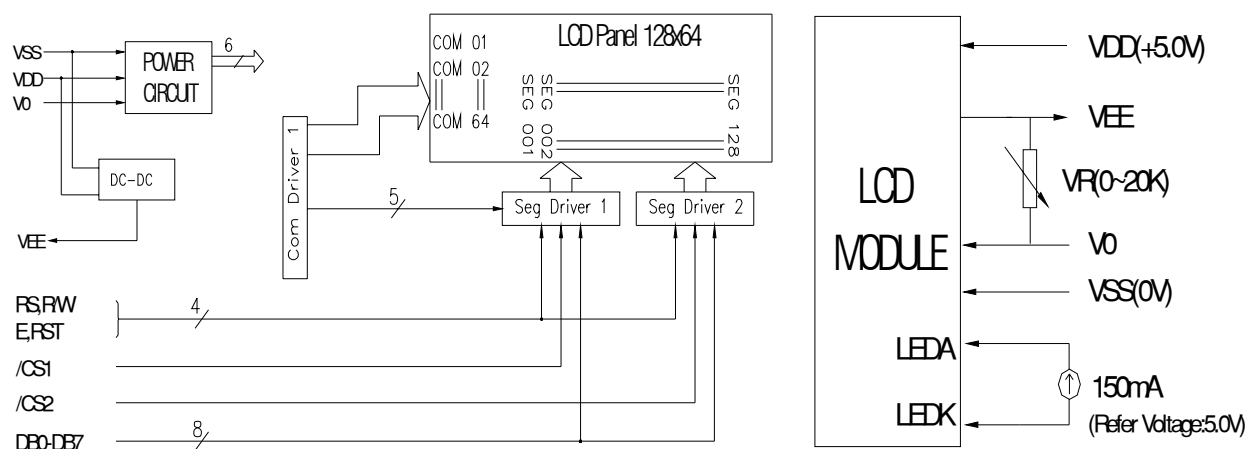 VSS
VDD
V0
POWER
CIRCUIT
6
DC-DC
VEE
Com Driver 1
LCD Panel 128x64
COM 01
COM 02
COM 64
SEG 001
SEG 002
SEG 128
5
Seg Driver 1
Seg Driver 2
RS,R/W
E,RST
4
/CS1
/CS2
DB0-DB7
8
LCD
MODULE
LEDA
LEDK
VDD(+5.0V)
VEE
VR(0~20K)
V0
VSS(0V)
150mA
(Refer Voltage:5.0V)